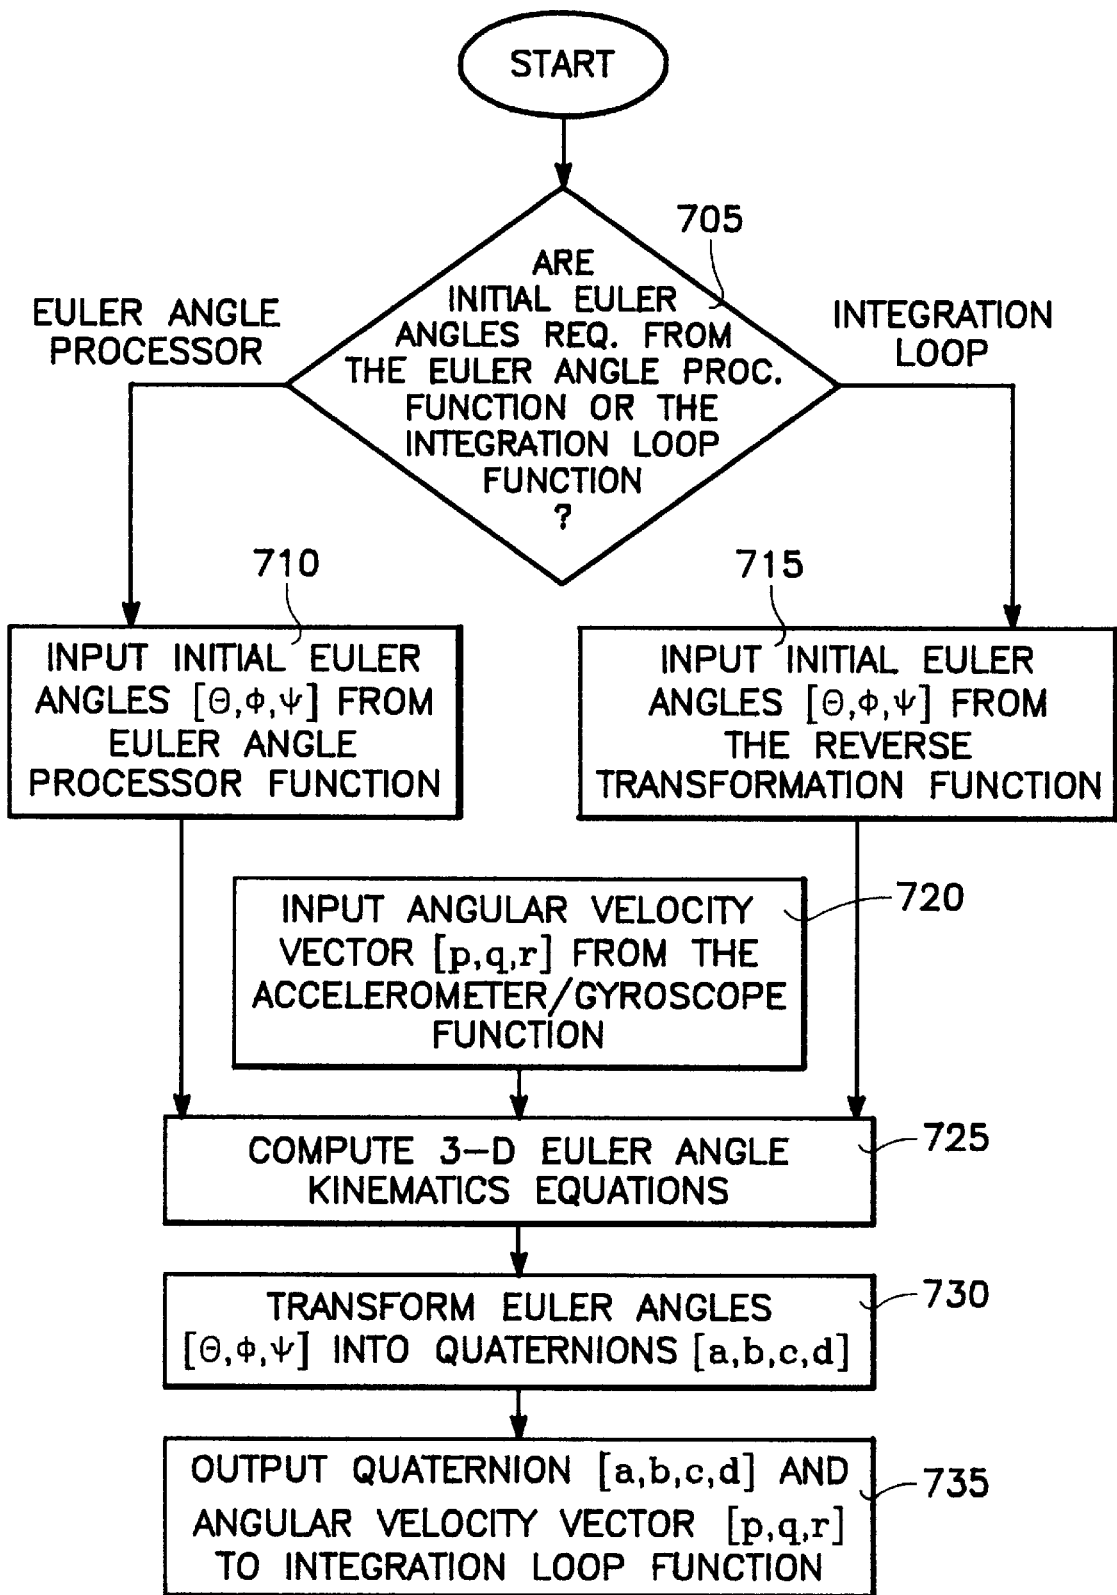 START
705
ARE
INITIAL EULER
ANGLES REQ. FROM
THE EULER ANGLE PROC.
FUNCTION OR THE
INTEGRATION LOOP
FUNCTION
?
EULER ANGLE
PROCESSOR
INTEGRATION
LOOP
710
INPUT INITIAL EULER
ANGLES [Θ,Φ,Ψ] FROM
EULER ANGLE
PROCESSOR FUNCTION
715
INPUT INITIAL EULER
ANGLES [Θ,Φ,Ψ] FROM
THE REVERSE
TRANSFORMATION FUNCTION
720
INPUT ANGULAR VELOCITY
VECTOR [p,q,r] FROM THE
ACCELEROMETER/GYROSCOPE
FUNCTION
725
COMPUTE 3-D EULER ANGLE
KINEMATICS EQUATIONS
730
TRANSFORM EULER ANGLES
[Θ,Φ,Ψ] INTO QUATERNIONS [a,b,c,d]
735
OUTPUT QUATERNION [a,b,c,d] AND
ANGULAR VELOCITY VECTOR [p,q,r]
TO INTEGRATION LOOP FUNCTION